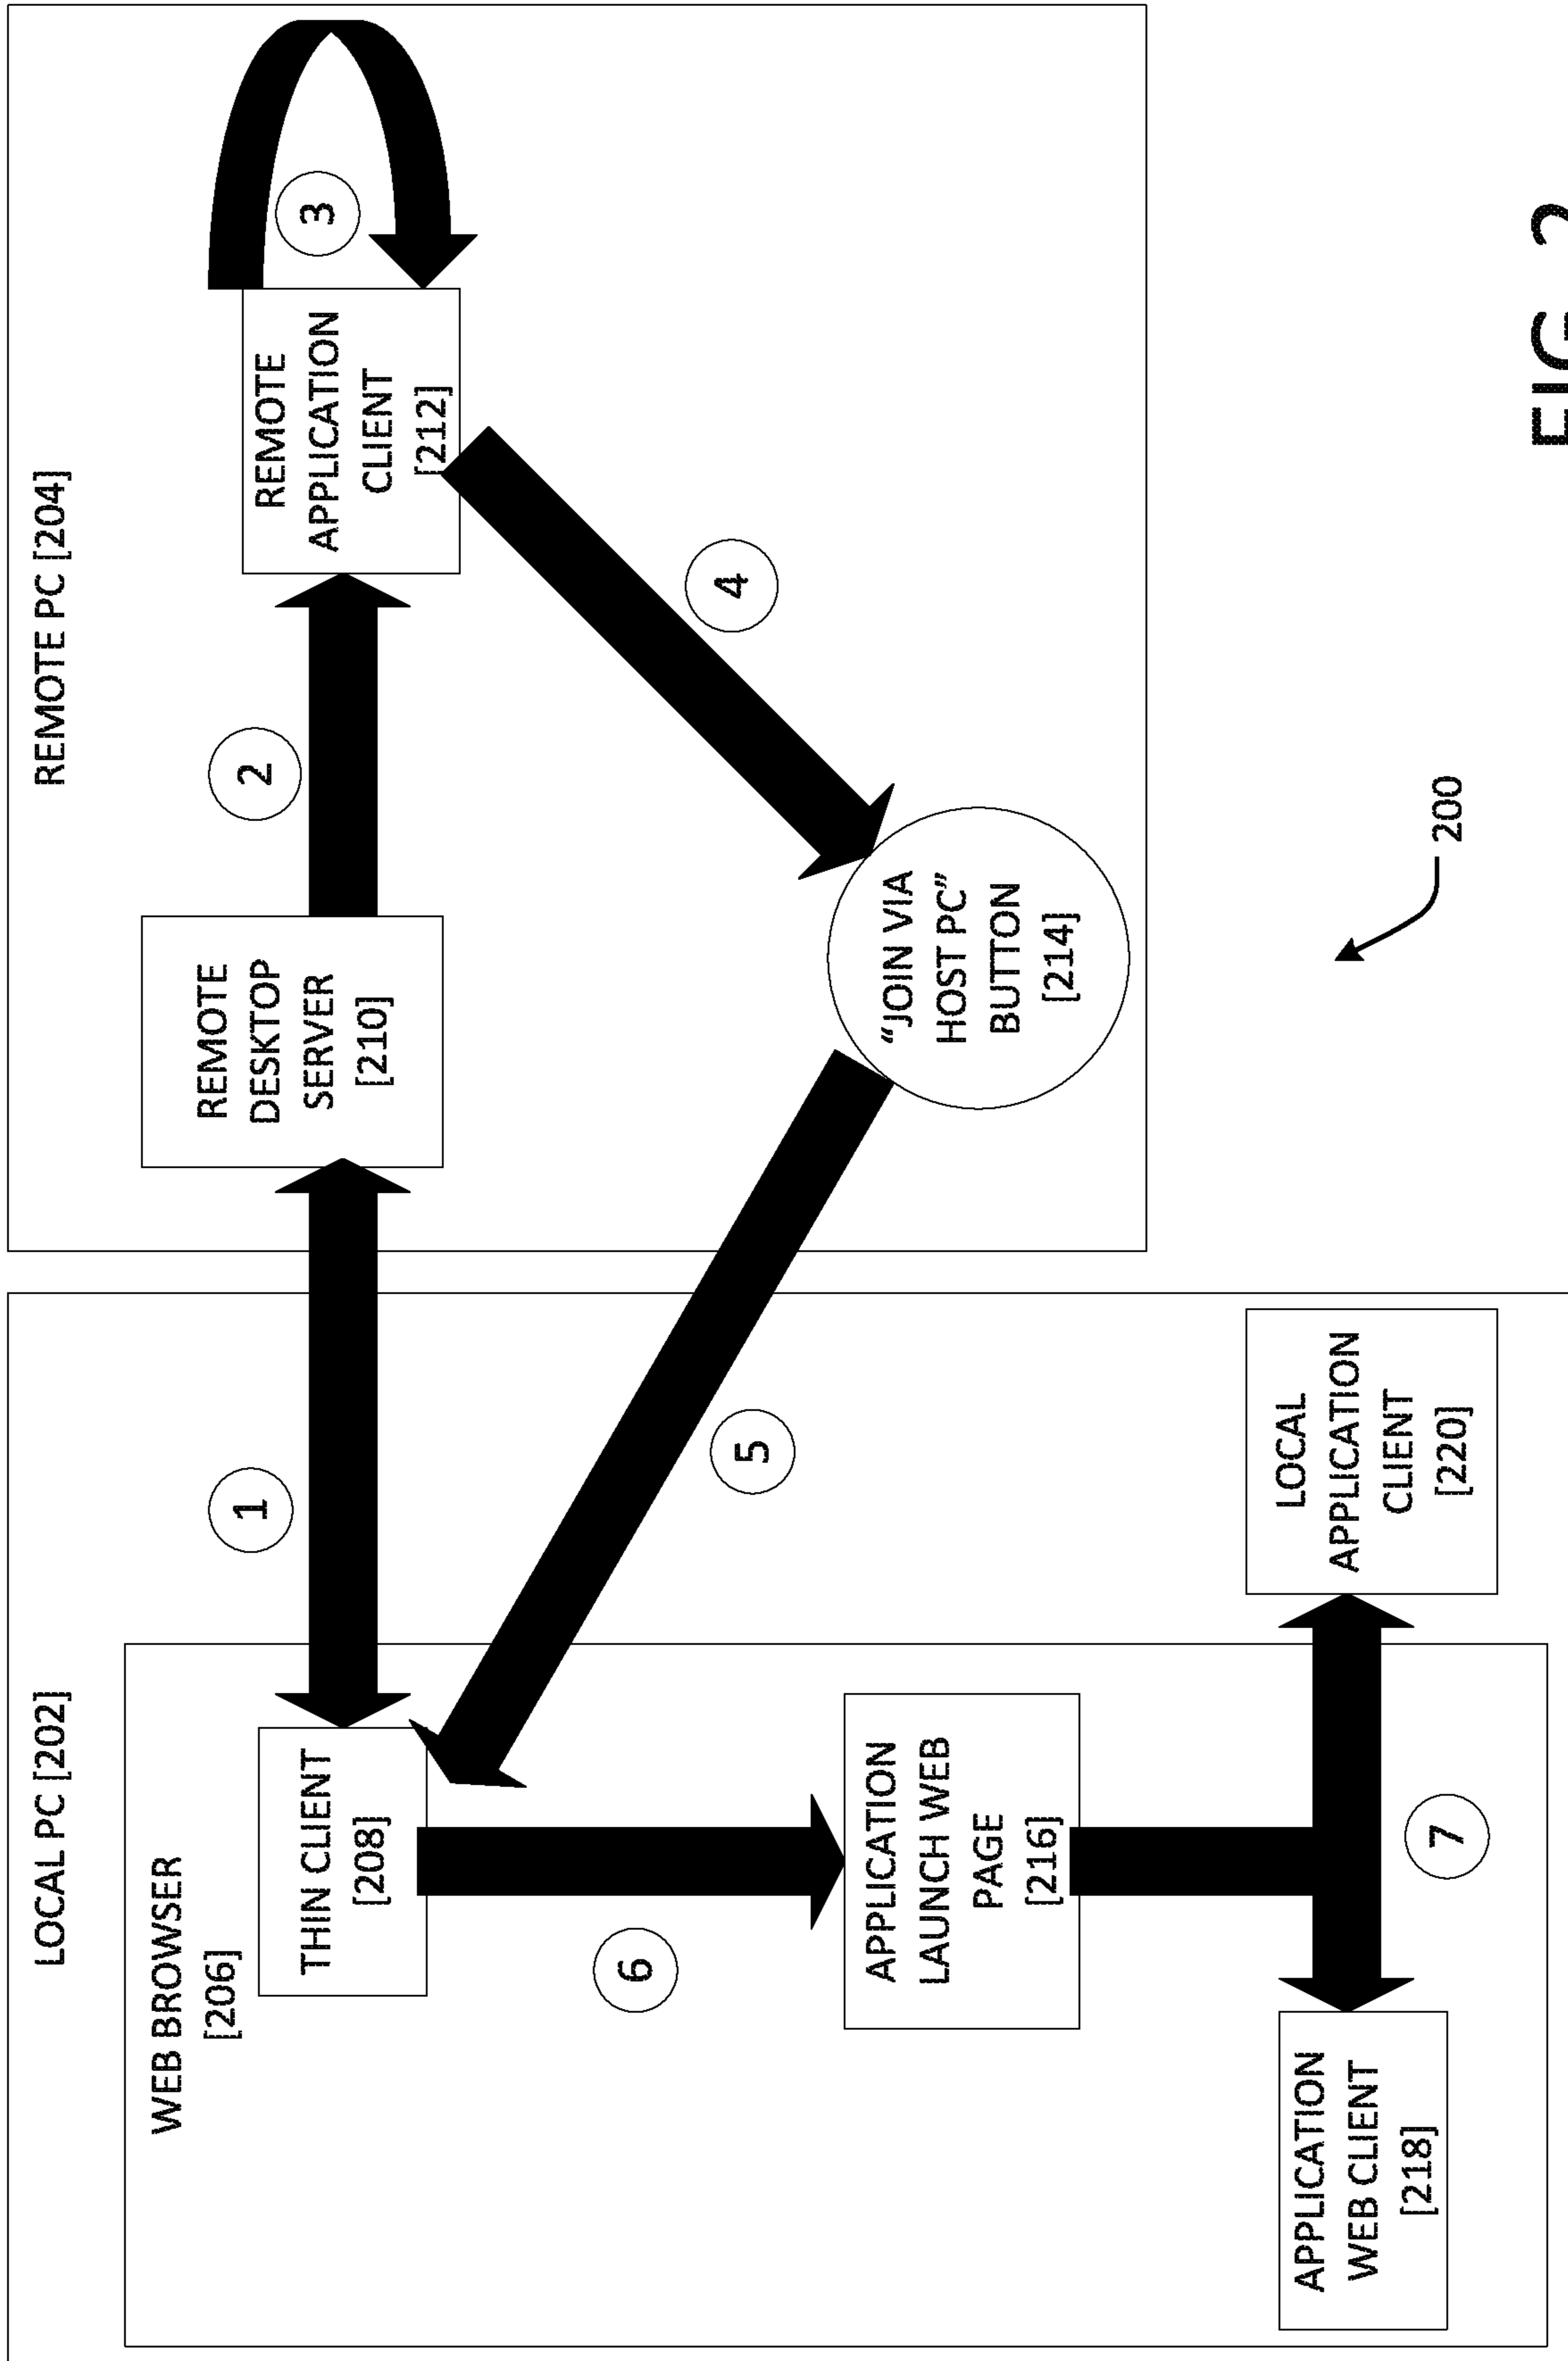 LOCAL PC [202]
WEB BROWSER
[206]
THIN CLIENT
[208]
1
REMOTE PC [204]
REMOTE
DESKTOP
SERVER
[210]
2
REMOTE
APPLICATION
CLIENT
[212]
3
4
"JOIN VIA
HOST PC"
BUTTON
[214]
5
6
APPLICATION
LAUNCH WEB
PAGE
[216]
APPLICATION
WEB CLIENT
[218]
7
LOCAL
APPLICATION
CLIENT
[220]
200
FIG. 2